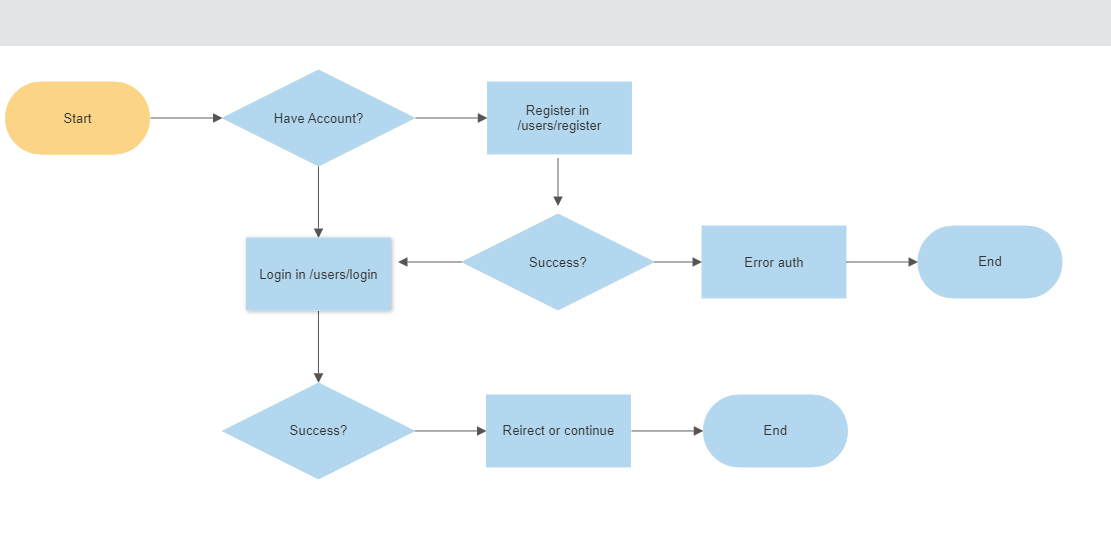 Start
Have Account?
Register in
/users/register
Login in /users/login
Success?
Error auth
End
Success?
Reirect or continue
End